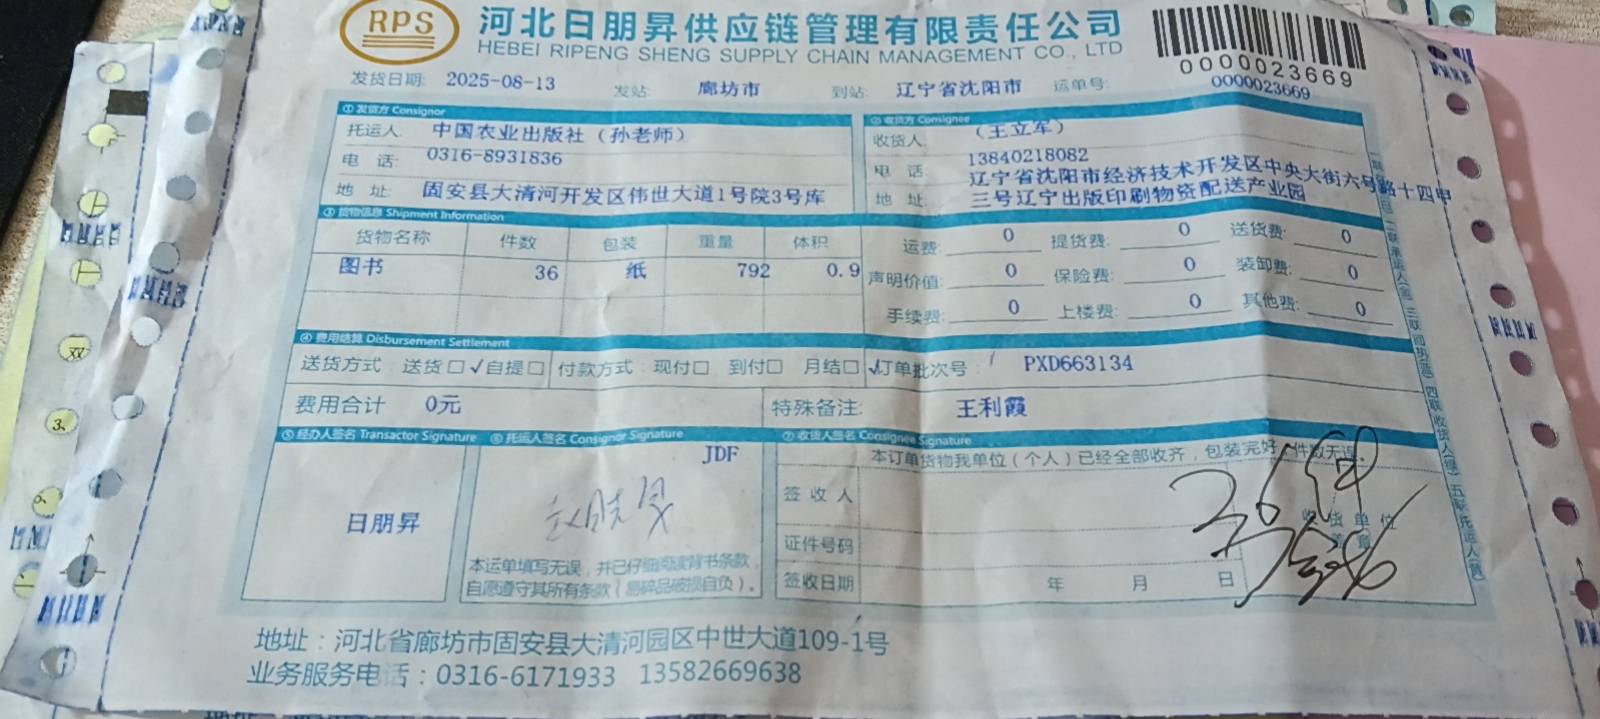 RPS
河北日朋昇供应链管理有限责任公司
HEBEI RIPENG SHENG SUPPLY CHAIN MANAGEMENT CO., LTD
0000023669
发货日期: 2025-08-13 发站: 廊坊市 到站: 辽宁省沈阳市 运单号: 0000023669
① 发货方 Consignor ② 收货方 Consignee
托运人: 中国农业出版社（孙老师） 收货人: （王立军）
电 话: 0316-8931836 电 话: 13840218082
地 址: 固安县大清河开发区伟世大道1号院3号库 地 址: 辽宁省沈阳市经济技术开发区中央大街六号路十四甲
三号辽宁出版印刷物资配送产业园
③ 货物信息 Shipment Information
货物名称 件数 包装 重量 体积 运费: 0 提货费: 0 送货费: 0
图书 36 纸 792 0.9 声明价值: 0 保险费: 0 装卸费: 0
手续费: 0 上楼费: 0 其他费: 0
④ 费用结算 Disbursement Settlement
送货方式 送货□ √自提□ 付款方式: 现付□ 到付□ 月结□ √订单批次号: PXD663134
费用合计 0元 特殊备注: 王利霞
⑤ 经办人签名 Transactor Signature ⑥ 托运人签名 Consignor Signature ⑦ 收货人签名 Consignee Signature
JDF 本订单货物我单位（个人）已经全部收齐，包装完好，件数无误。
日朋昇
签 收 人
收 货 单 位
盖 章
证件号码
签收日期 年 月 日
本运单填写无误，并已仔细阅读背书条款，
自愿遵守其所有条款（易碎品破损自负）。
地址：河北省廊坊市固安县大清河园区中世大道109-1号
业务服务电话：0316-6171933 13582669638